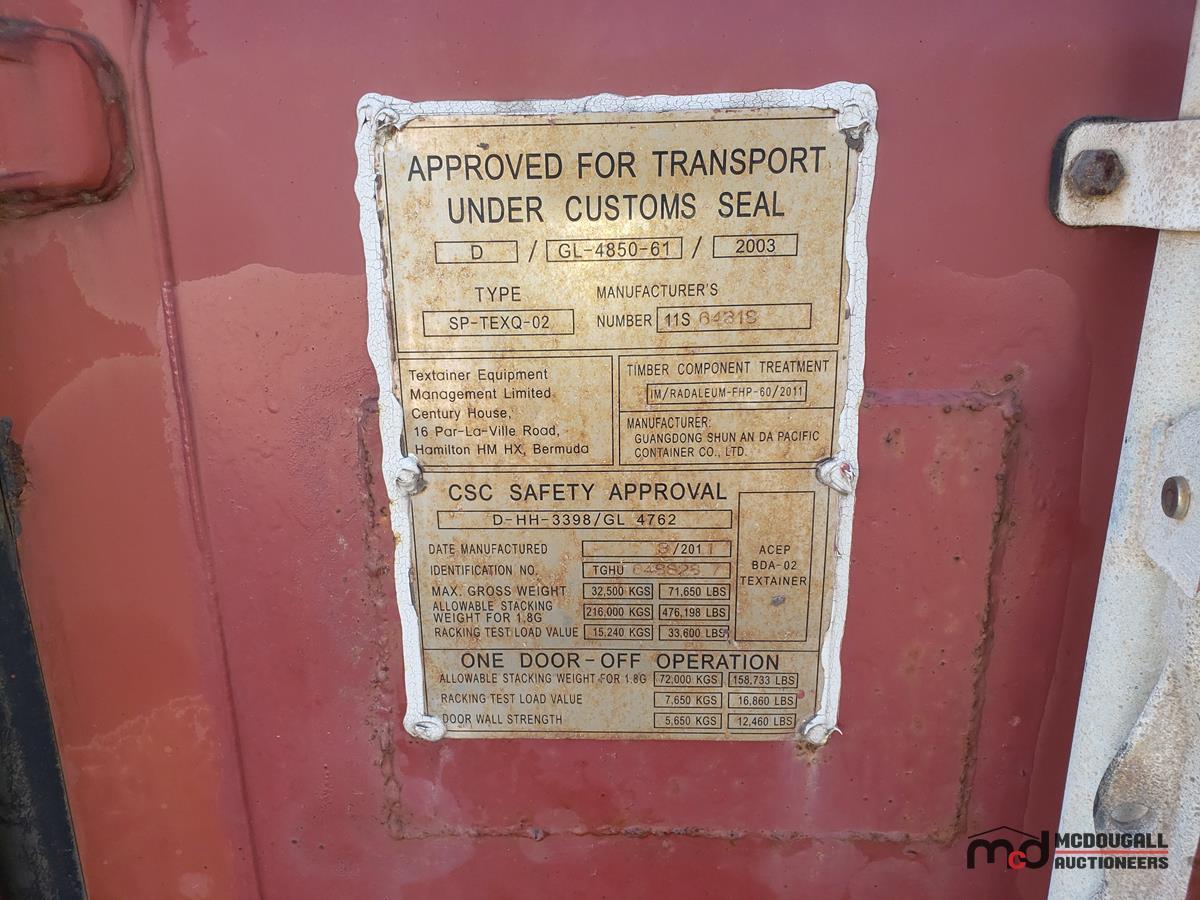 APPROVED FOR TRANSPORT
UNDER CUSTOMS SEAL
D / GL-4850-61 / 2003
TYPE
SP-TEXQ-02
MANUFACTURER'S
NUMBER 11S
Textainer Equipment
Management Limited
Century House,
16 Par-La-Ville Road,
Hamilton HM HX, Bermuda
TIMBER COMPONENT TREATMENT
IM/RADALEUM-FHP-60/2011
MANUFACTURER:
GUANGDONG SHUN AN DA PACIFIC
CONTAINER CO., LTD.
CSC SAFETY APPROVAL
D-HH-3398/GL 4762
DATE MANUFACTURED /2011
IDENTIFICATION NO. TGHU
MAX. GROSS WEIGHT 32,500 KGS 71,650 LBS
ALLOWABLE STACKING
WEIGHT FOR 1.8G 216,000 KGS 476,198 LBS
RACKING TEST LOAD VALUE 15,240 KGS 33,600 LBS
ACEP
BDA-02
TEXTAINER
ONE DOOR-OFF OPERATION
ALLOWABLE STACKING WEIGHT FOR 1.8G 72,000 KGS 158,733 LBS
RACKING TEST LOAD VALUE 7,650 KGS 16,860 LBS
DOOR WALL STRENGTH 5,650 KGS 12,460 LBS
mcd MCDOUGALL
AUCTIONEERS